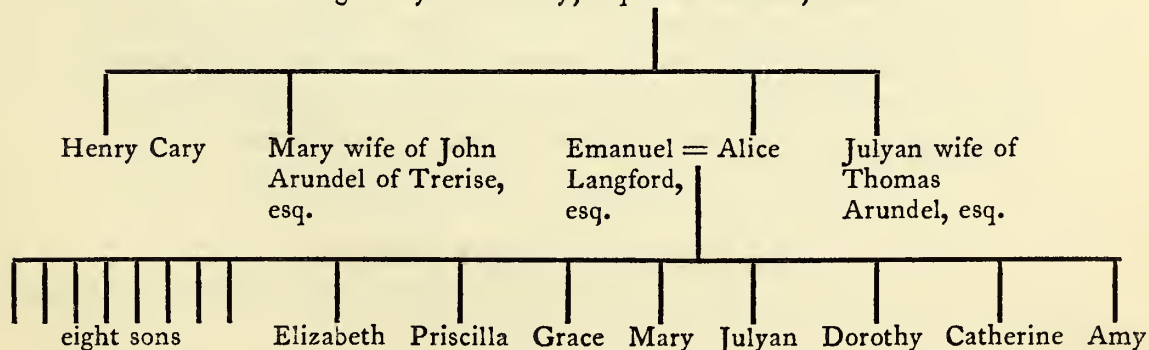 Henry Cary
Mary wife of John
Arundel of Trerise,
esq.
Emanuel = Alice
Langford,
esq.
Julyan wife of
Thomas
Arundel, esq.
eight sons Elizabeth Priscilla Grace Mary Julyan Dorothy Catherine Amy